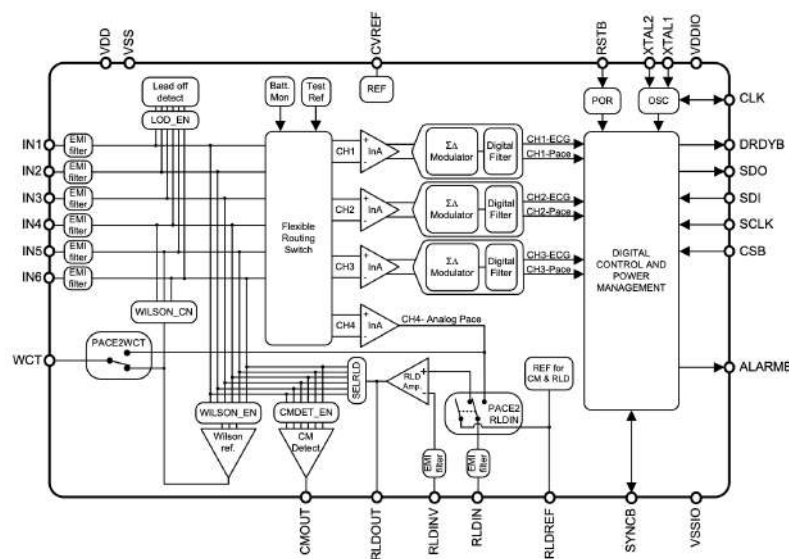 VDD
VSS
CVREF
RSTB
XTAL2
XTAL1
VDDIO
Lead off
detect
LOD_EN
Batt.
Mon
Test
Ref
REF
POR
OSC
CLK
IN1
EMI
filter
IN2
EMI
filter
IN3
EMI
filter
IN4
EMI
filter
IN5
EMI
filter
IN6
EMI
filter
Flexible
Routing
Switch
CH1
+
-
InA
ΣΔ
Modulator
Digital
Filter
CH1-ECG
CH1-Pace
CH2
+
-
InA
ΣΔ
Modulator
Digital
Filter
CH2-ECG
CH2-Pace
CH3
+
-
InA
ΣΔ
Modulator
Digital
Filter
CH3-ECG
CH3-Pace
CH4
+
-
InA
CH4- Analog Pace
DIGITAL
CONTROL AND
POWER
MANAGEMENT
DRDYB
SDO
SDI
SCLK
CSB
ALARMB
WILSON_CN
WCT
PACE2WCT
SELRLD
RLD
Amp.
+
-
REF for
CM & RLD
PACE2
RLDIN
WILSON_EN
CMDET_EN
Wilson
ref.
CM
Detect
EMI
filter
EMI
filter
CMOUT
RLDOUT
RLDINV
RLDIN
RLDREF
SYNCB
VSSIO